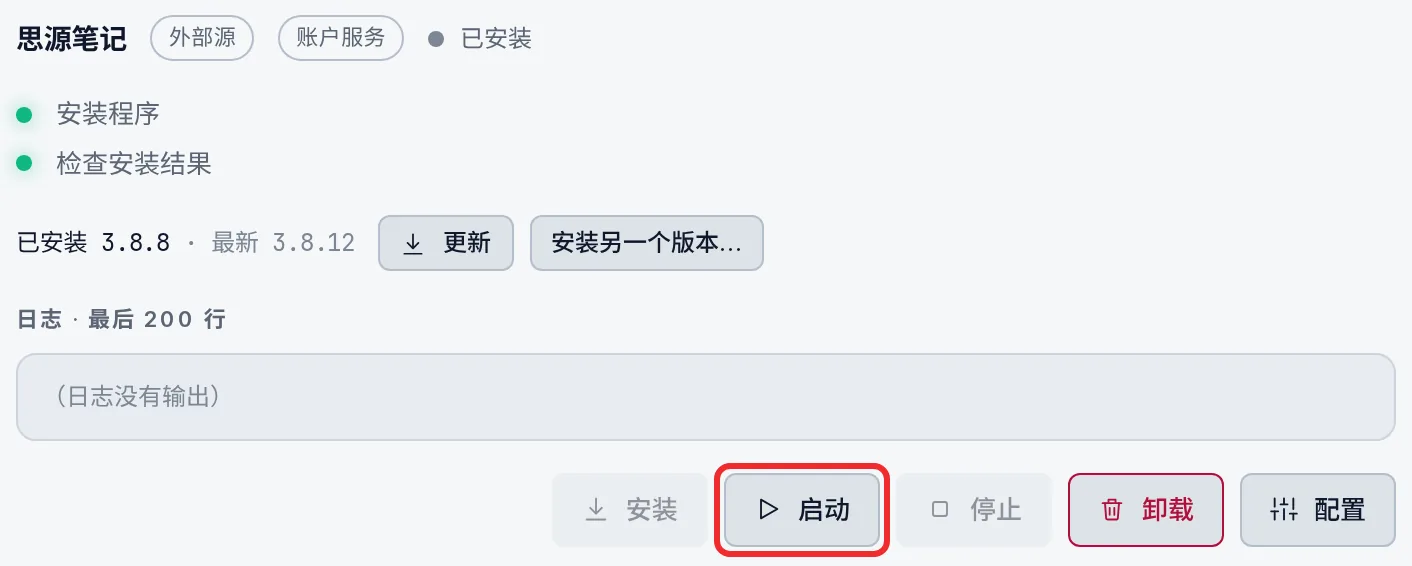 思源笔记 外部源 账户服务 已安装
安装程序
检查安装结果
已安装 3.8.8 · 最新 3.8.12 更新 安装另一个版本...
日志 · 最后 200 行
(日志没有输出)
安装 启动 停止 卸载 配置